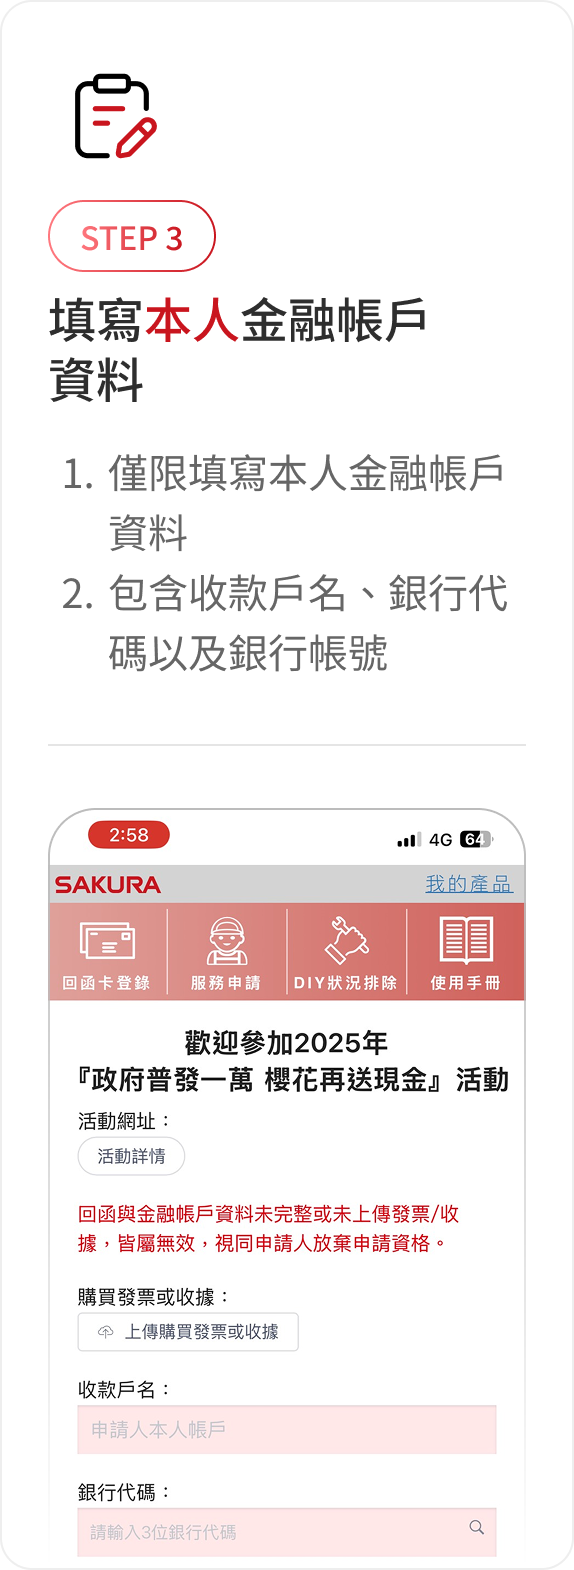 STEP 3
填寫本人金融帳戶
資料
1. 僅限填寫本人金融帳戶
資料
2. 包含收款戶名、銀行代
碼以及銀行帳號
2:58
4G 64
SAKURA
我的產品
回函卡登錄
服務申請
DIY狀況排除
使用手冊
歡迎參加2025年
『政府普發一萬 櫻花再送現金』活動
活動網址：
活動詳情
回函與金融帳戶資料未完整或未上傳發票/收
據，皆屬無效，視同申請人放棄申請資格。
購買發票或收據：
上傳購買發票或收據
收款戶名：
申請人本人帳戶
銀行代碼：
請輸入3位銀行代碼